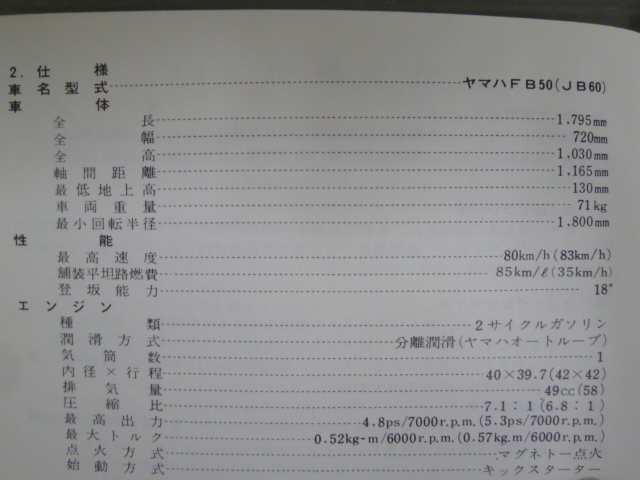 2. 仕様
車名型式 ヤマハFB50(JB60)
車体
全長 1,795mm
全幅 720mm
全高 1,030mm
軸間距離 1,165mm
最低地上高 130mm
車両重量 71kg
最小回転半径 1,800mm
性能
最高速度 80km/h(83km/h)
舗装平坦路燃費 85km/ℓ(35km/h)
登坂能力 18°
エンジン
種類 2サイクルガソリン
潤滑方式 分離潤滑(ヤマハオートルーブ)
気筒数 1
内径×行程 40×39.7(42×42)
排気量 49cc(58)
圧縮比 7.1:1(6.8:1)
最高出力 4.8ps/7000r.p.m.(5.3ps/7000r.p.m.)
最大トルク 0.52kg-m/6000r.p.m.(0.57kg.m/6000r.p.m.)
点火方式 マグネトー点火
始動方式 キックスターター